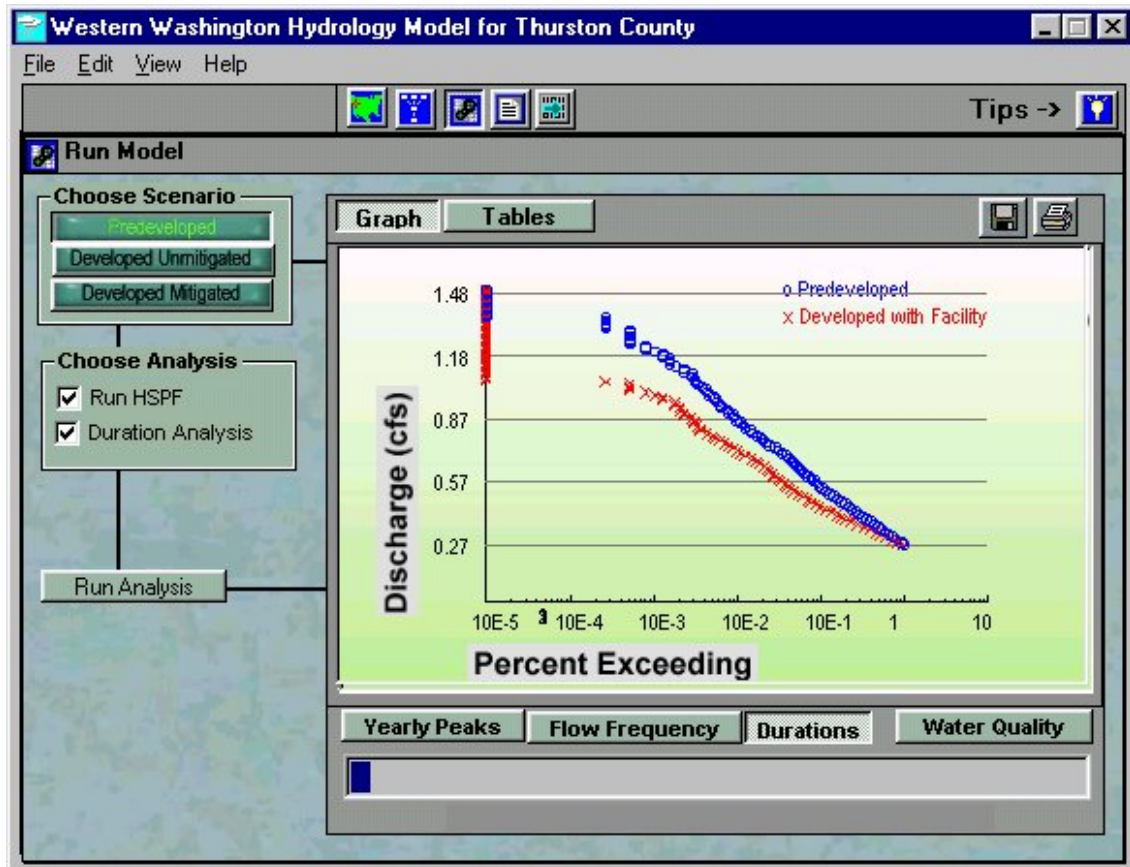 Western Washington Hydrology Model for Thurston County
File Edit View Help
Tips ->
Run Model
Choose Scenario
Predeveloped
Developed Unmitigated
Developed Mitigated
Choose Analysis
Run HSPF
Duration Analysis
Run Analysis
Graph Tables
o Predeveloped
x Developed with Facility
1.48
1.18
0.87
0.57
0.27
Discharge (cfs)
10E-5 10E-4 10E-3 10E-2 10E-1 1 10
Percent Exceeding
Yearly Peaks Flow Frequency Durations Water Quality